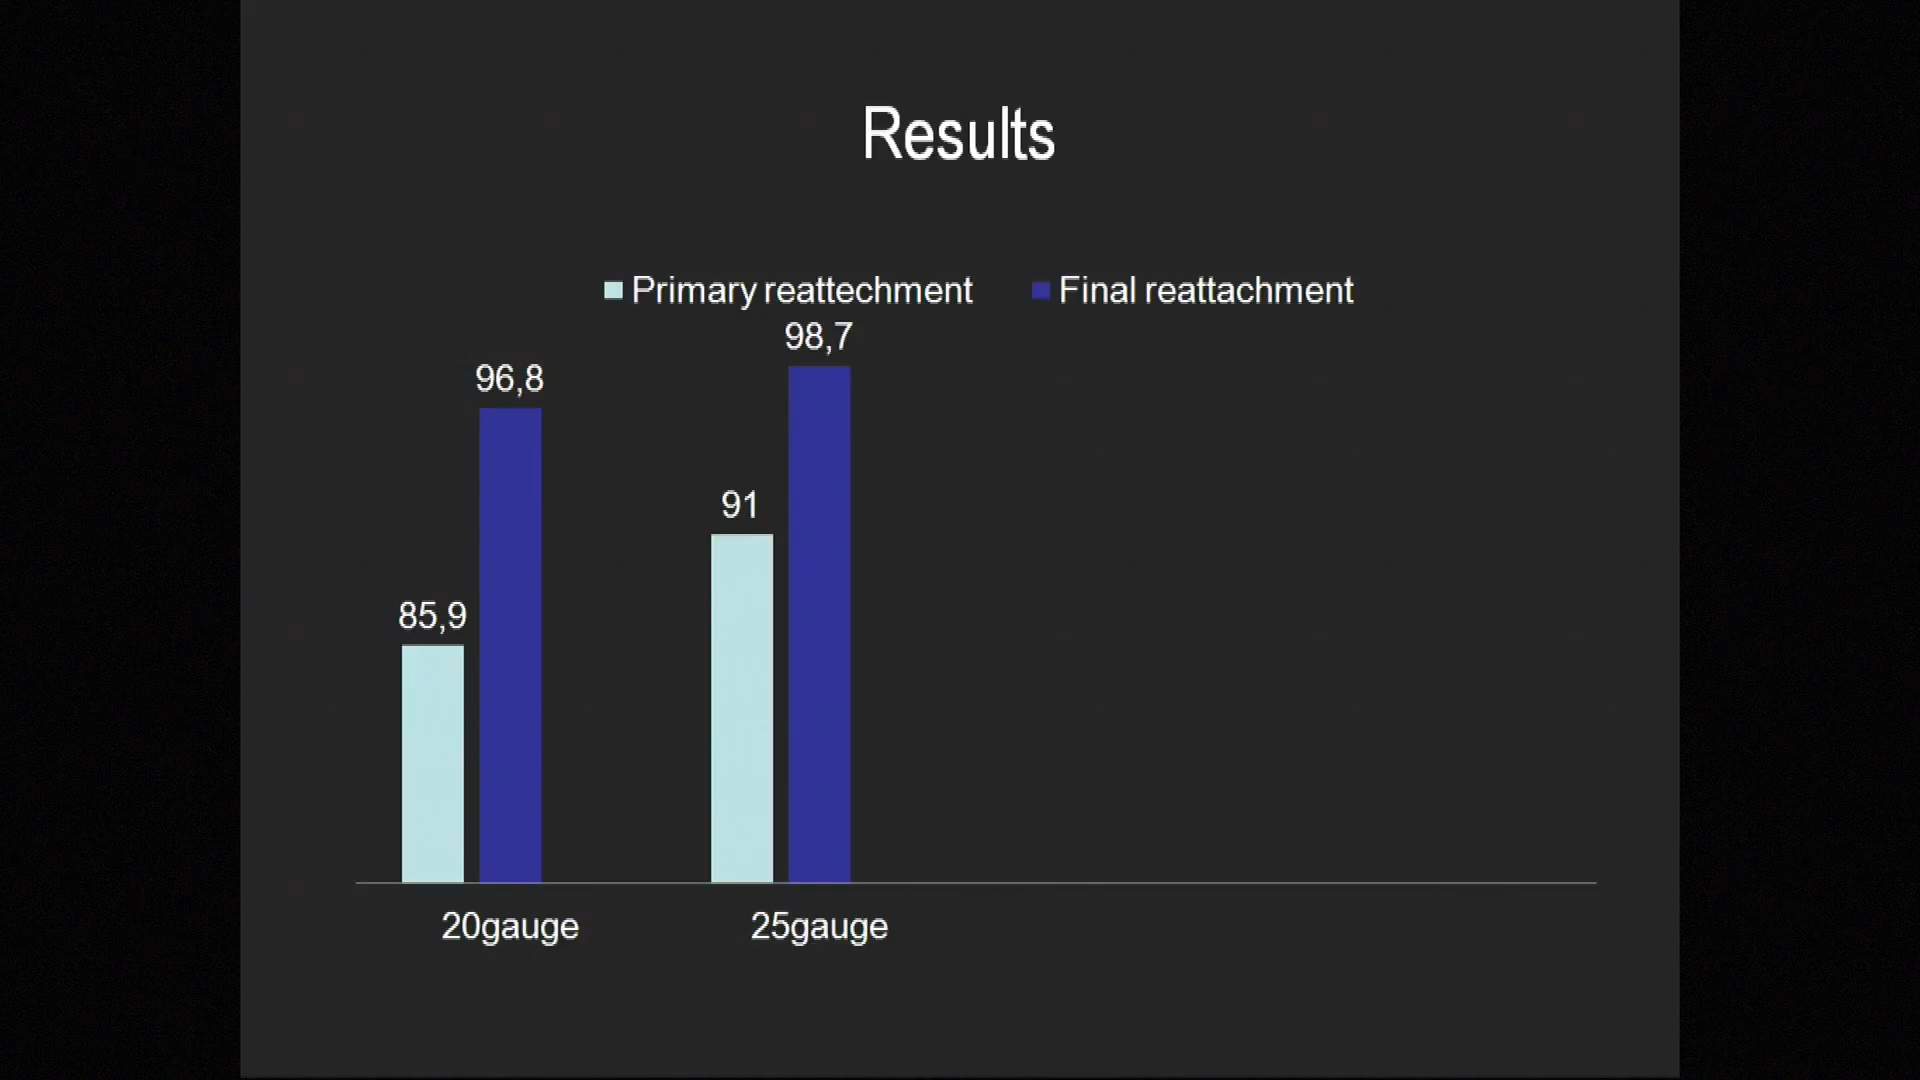 Results
Primary reattechment
Final reattachment
98,7
96,8
91
85,9
20gauge
25gauge